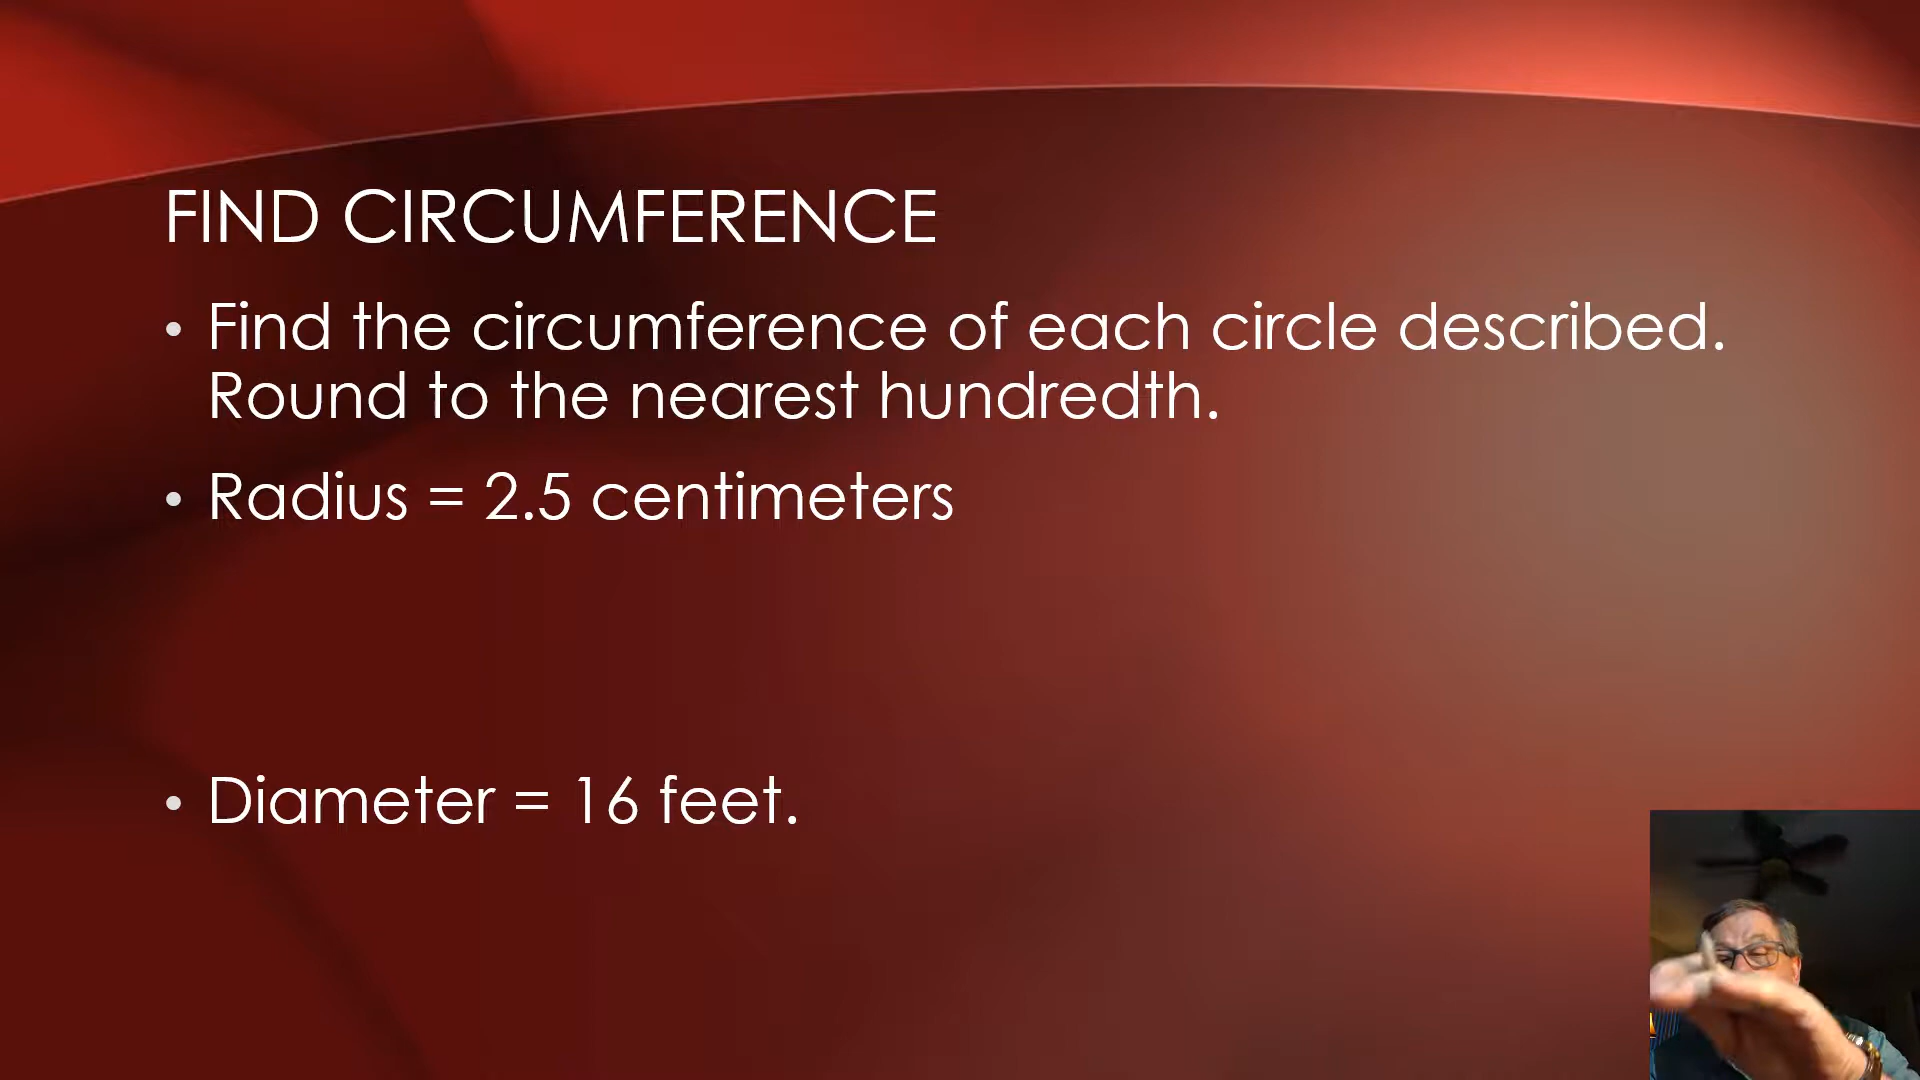 FIND CIRCUMFERENCE
• Find the circumference of each circle described.
Round to the nearest hundredth.
• Radius = 2.5 centimeters
• Diameter = 16 feet.